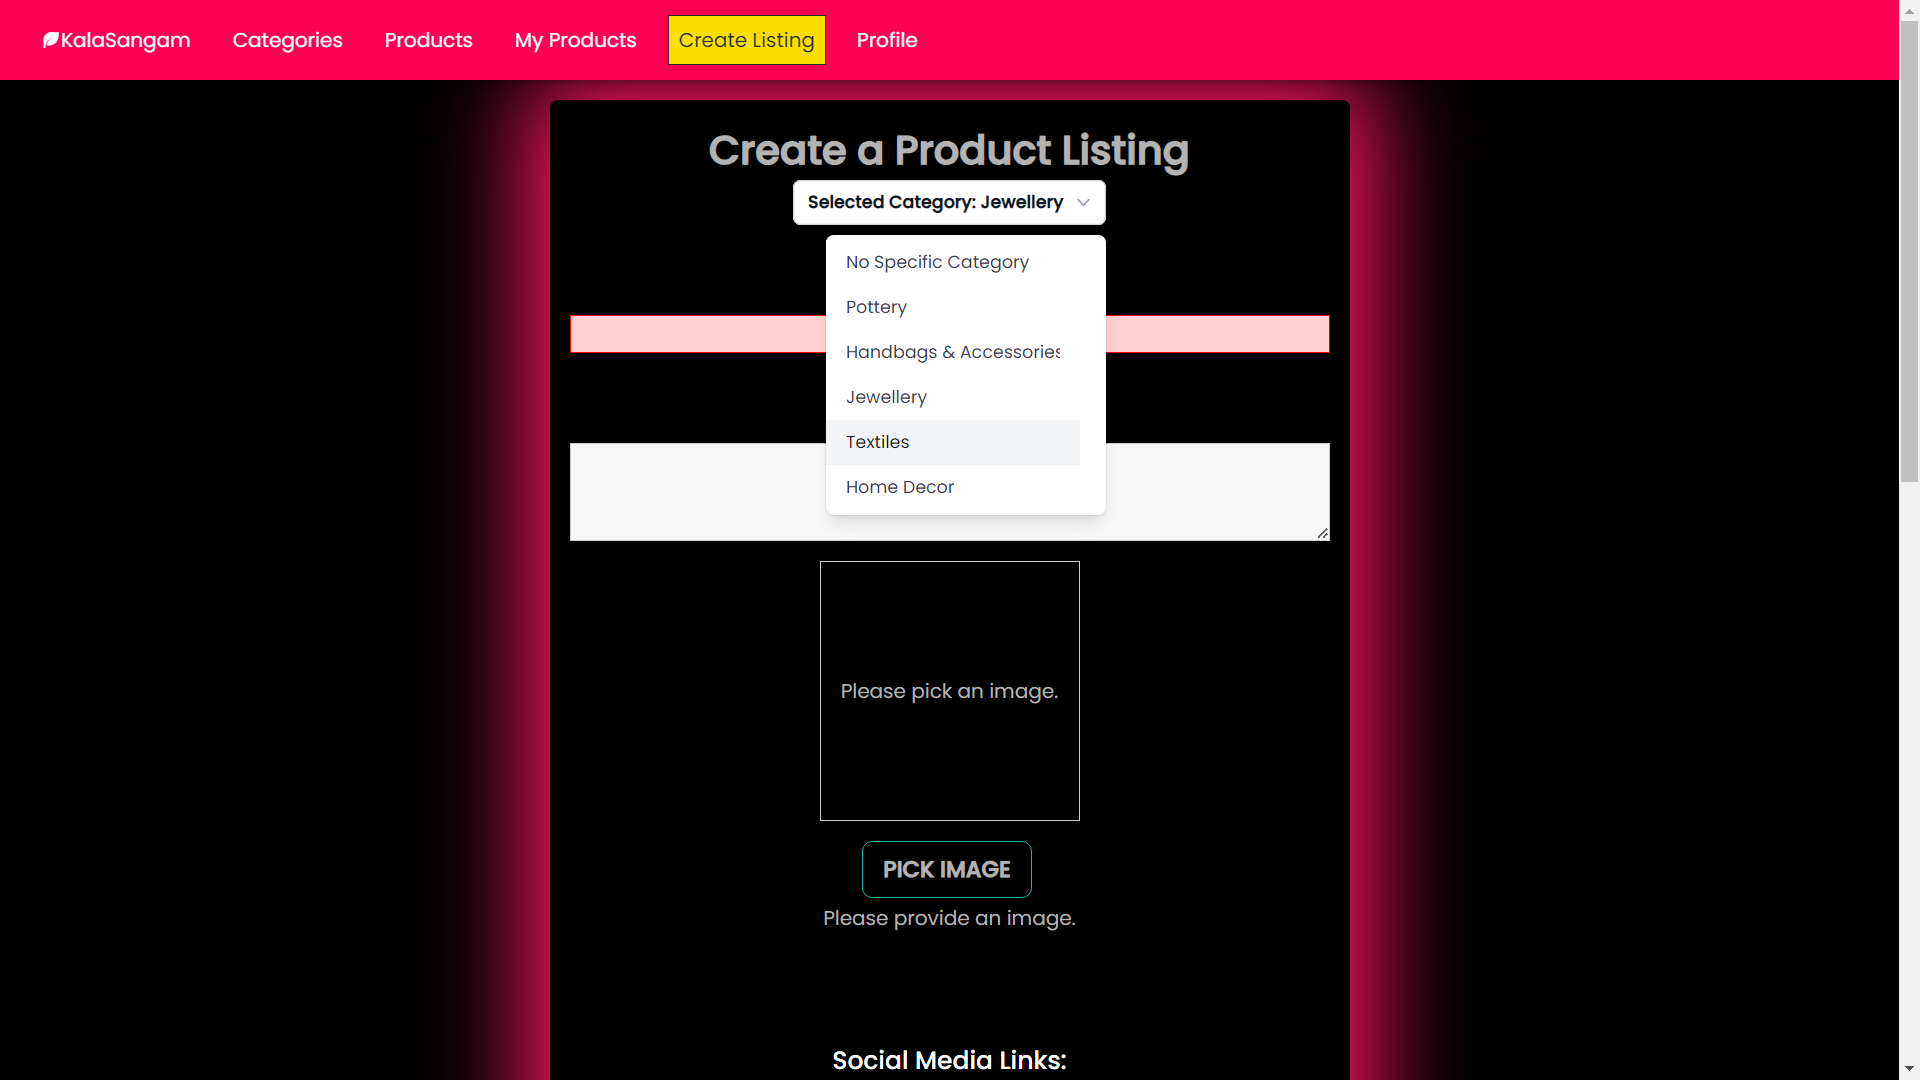 KalaSangam Categories Products My Products Create Listing Profile
Create a Product Listing
Selected Category: Jewellery
No Specific Category
Pottery
Handbags & Accessories
Jewellery
Textiles
Home Decor
Please pick an image.
PICK IMAGE
Please provide an image.
Social Media Links: